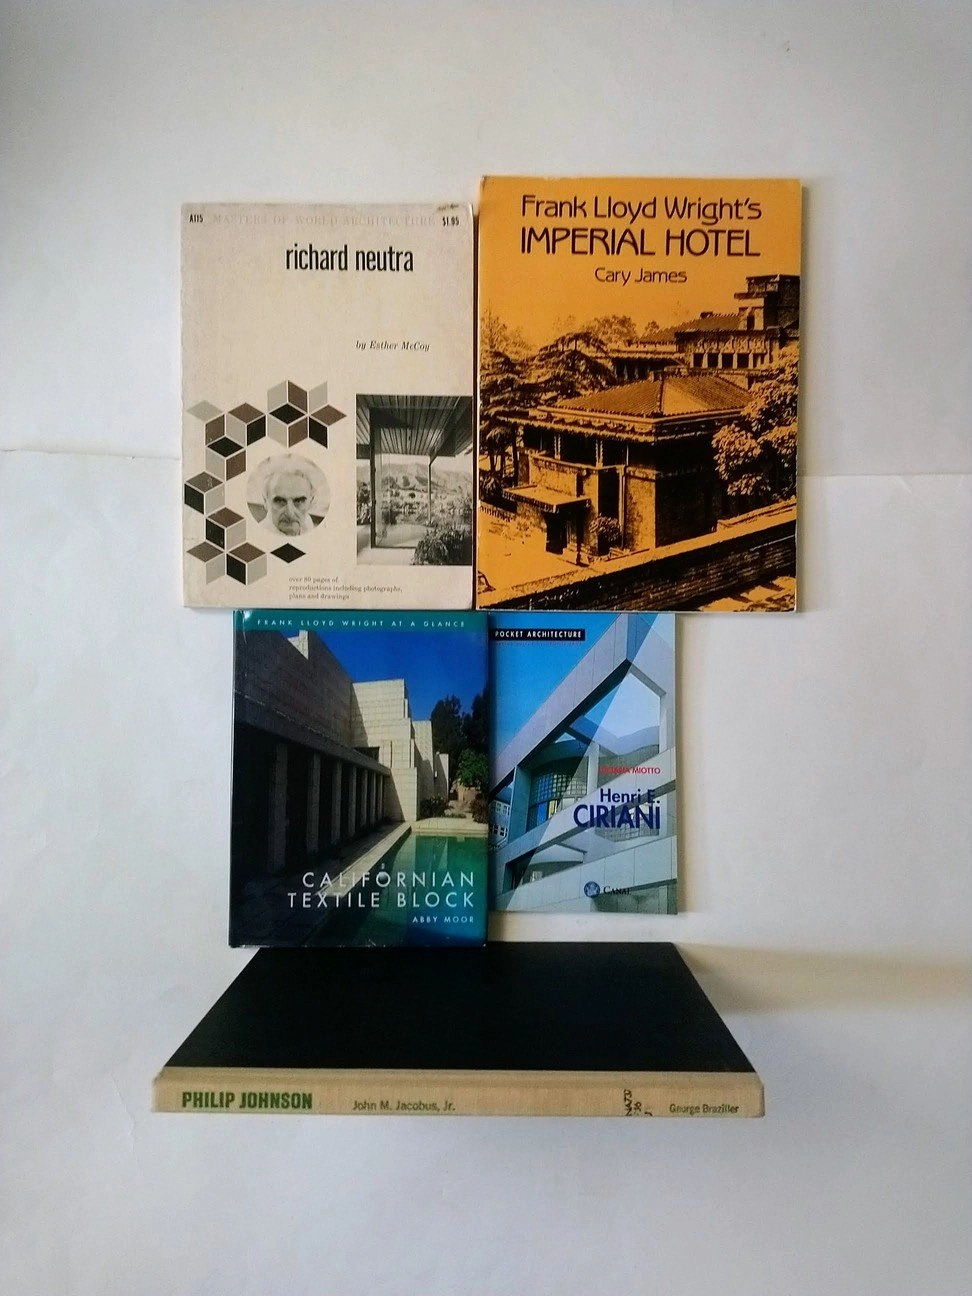 A115 MASTERS OF WORLD ARCHITECTURE $1.95
richard neutra
by Esther McCoy
over 80 pages of
reproductions including photographs,
plans and drawings
Frank Lloyd Wright's
IMPERIAL HOTEL
Cary James
FRANK LLOYD WRIGHT AT A GLANCE
CALIFORNIAN
TEXTILE BLOCK
ABBY MOOR
POCKET ARCHITECTURE
MIOTTO
Henri E.
CIRIANI
CANAL
PHILIP JOHNSON John M. Jacobus, Jr. George Braziller